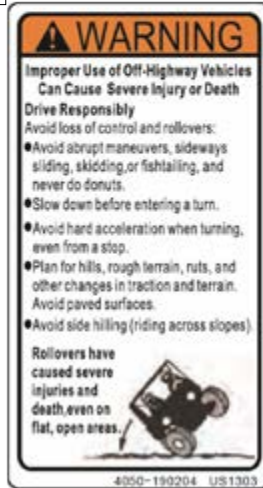 WARNING
Improper Use of Off-Highway Vehicles
Can Cause Severe Injury or Death
Drive Responsibly
Avoid loss of control and rollovers:
●Avoid abrupt maneuvers, sideways
sliding, skidding,or fishtailing, and
never do donuts.
●Slow down before entering a turn.
●Avoid hard acceleration when turning,
even from a stop.
●Plan for hills, rough terrain, ruts, and
other changes in traction and terrain.
Avoid paved surfaces.
●Avoid side hilling (riding across slopes).
Rollovers have
caused severe
injuries and
death,even on
flat, open areas.
4050-190204 US1303